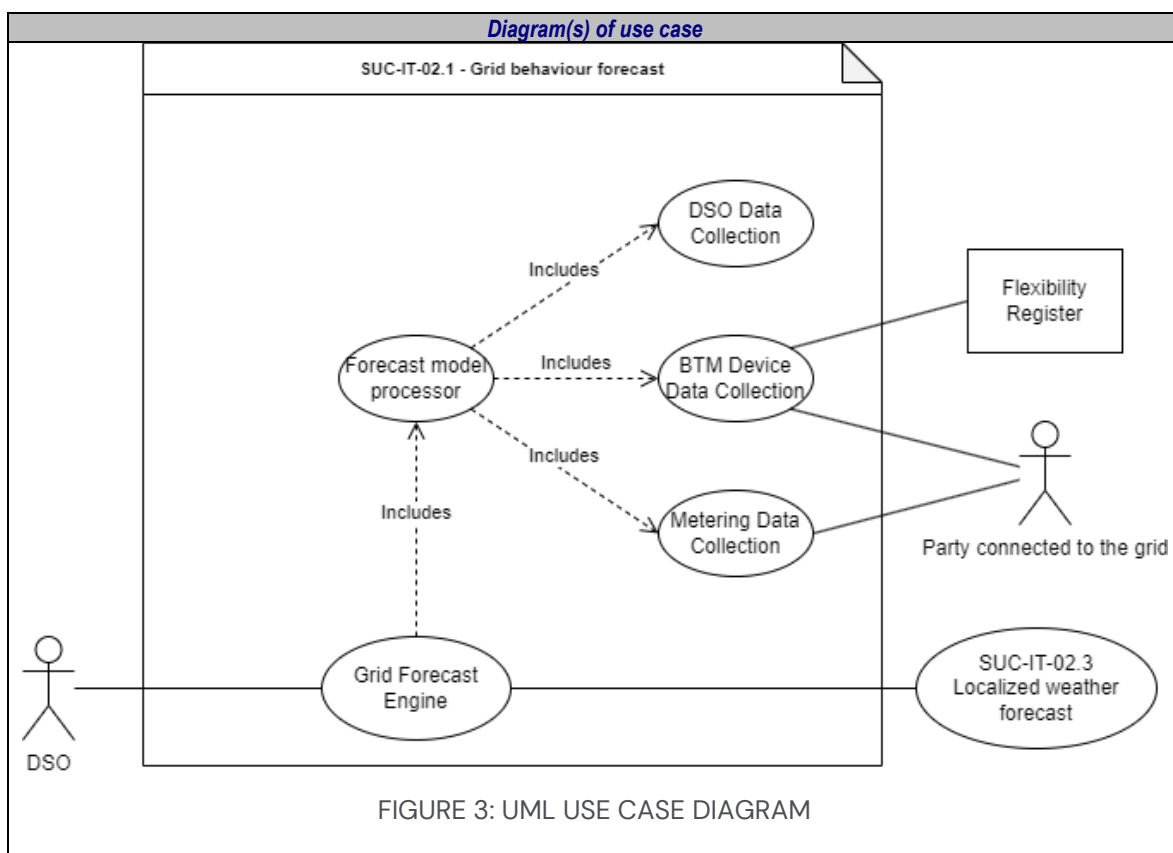 Diagram(s) of use case
SUC-IT-02.1 - Grid behaviour forecast
DSO Data
Collection
Includes
Flexibility
Register
Forecast model
processor
Includes
BTM Device
Data Collection
Includes
Metering Data
Collection
Includes
Party connected to the grid
Grid Forecast
Engine
SUC-IT-02.3
Localized weather
forecast
DSO
FIGURE 3: UML USE CASE DIAGRAM